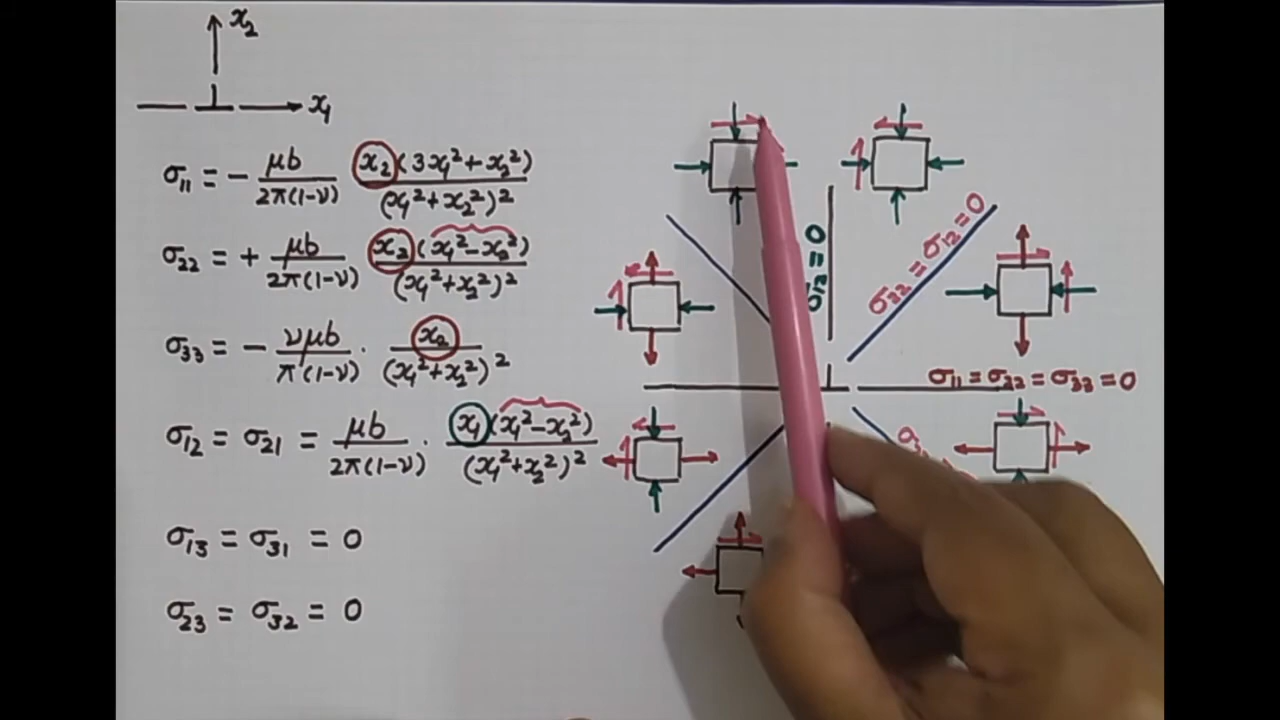 x₂
⊥ x₁
σ₁₁ = - μb / 2π(1-ν) x₂(3x₁²+x₂²) / (x₁²+x₂²)²
σ₂₂ = + μb / 2π(1-ν) x₂(x₁²-x₂²) / (x₁²+x₂²)²
σ₃₃ = - νμb / π(1-ν) · x₂ / (x₁²+x₂²)²
σ₁₂ = σ₂₁ = μb / 2π(1-ν) · x₁(x₁²-x₂²) / (x₁²+x₂²)²
σ₁₃ = σ₃₁ = 0
σ₂₃ = σ₃₂ = 0
σ₁₂ = 0
σ₂₂ = σ₁₂ = 0
σ₁₁ = σ₂₂ = σ₃₃ = 0